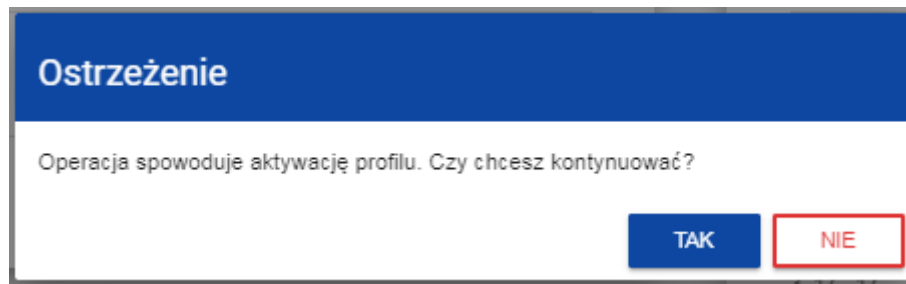 Ostrzeżenie
Operacja spowoduje aktywację profilu. Czy chcesz kontynuować?
TAK NIE